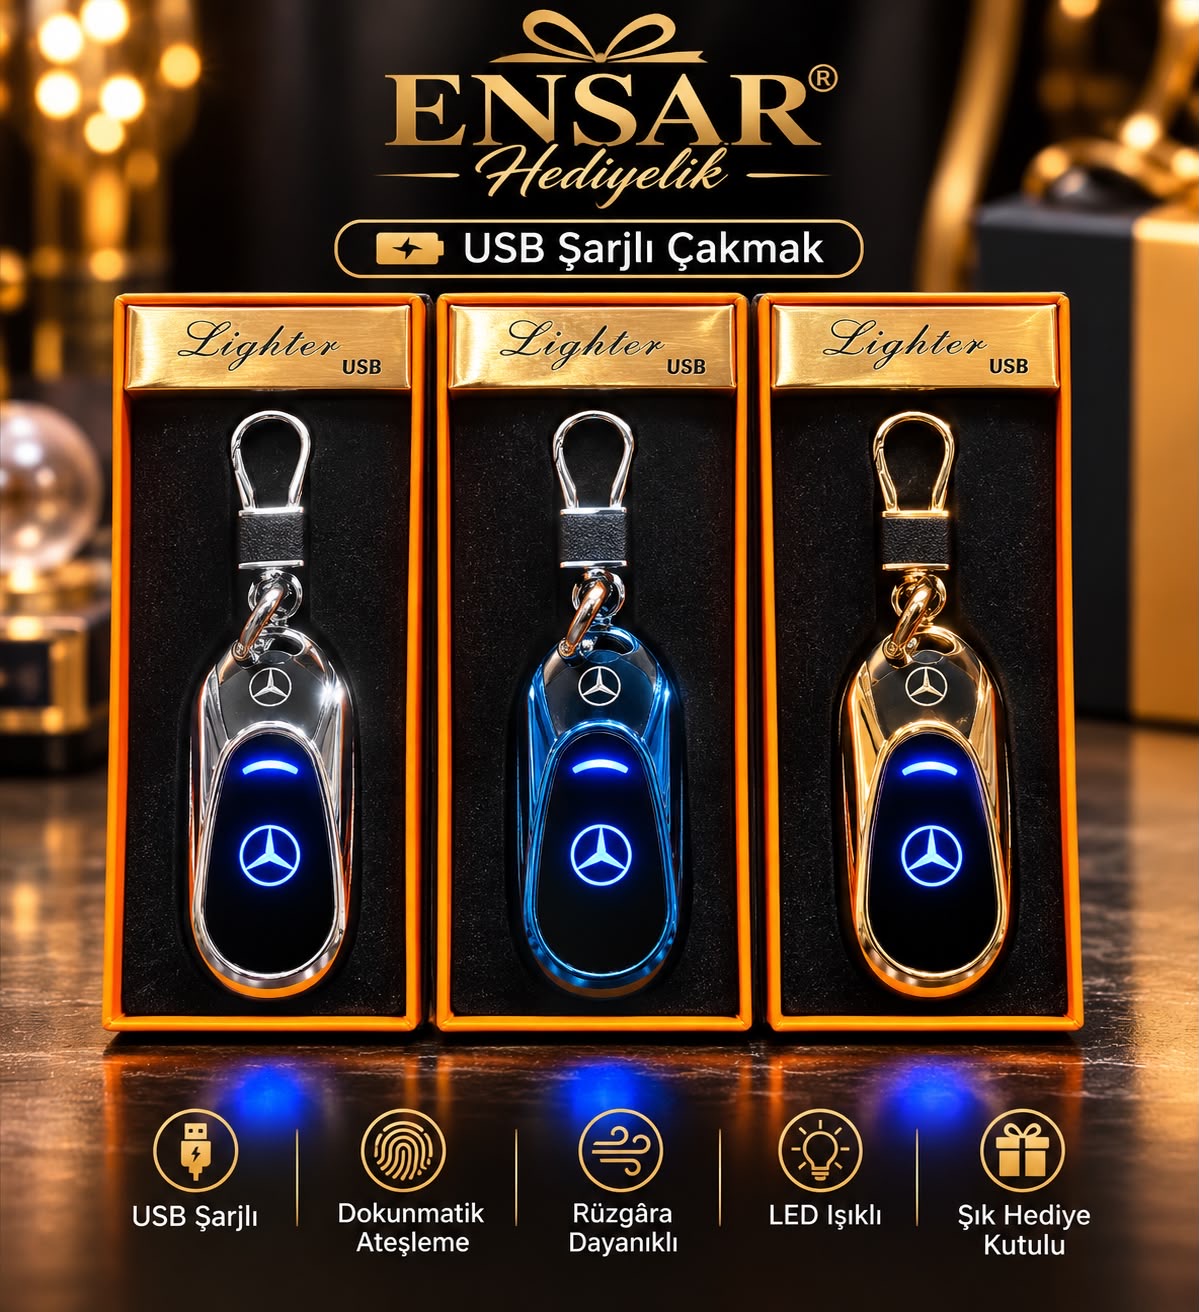 ENSAR®
Hediyelik
USB Şarjlı Çakmak
Lighter
USB
Lighter
USB
Lighter
USB
USB Şarjlı
Dokunmatik
Ateşleme
Rüzgâra
Dayanıklı
LED Işıklı
Şık Hediye
Kutulu